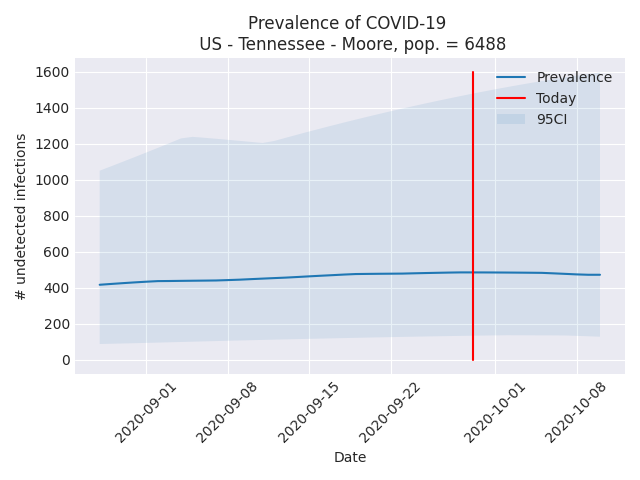 Prevalence of COVID-19
US - Tennessee - Moore, pop. = 6488
1600
1400
1200
1000
800
600
400
200
0
# undetected infections
Prevalence
Today
95CI
2020-09-01
2020-09-08
2020-09-15
2020-09-22
2020-10-01
2020-10-08
Date